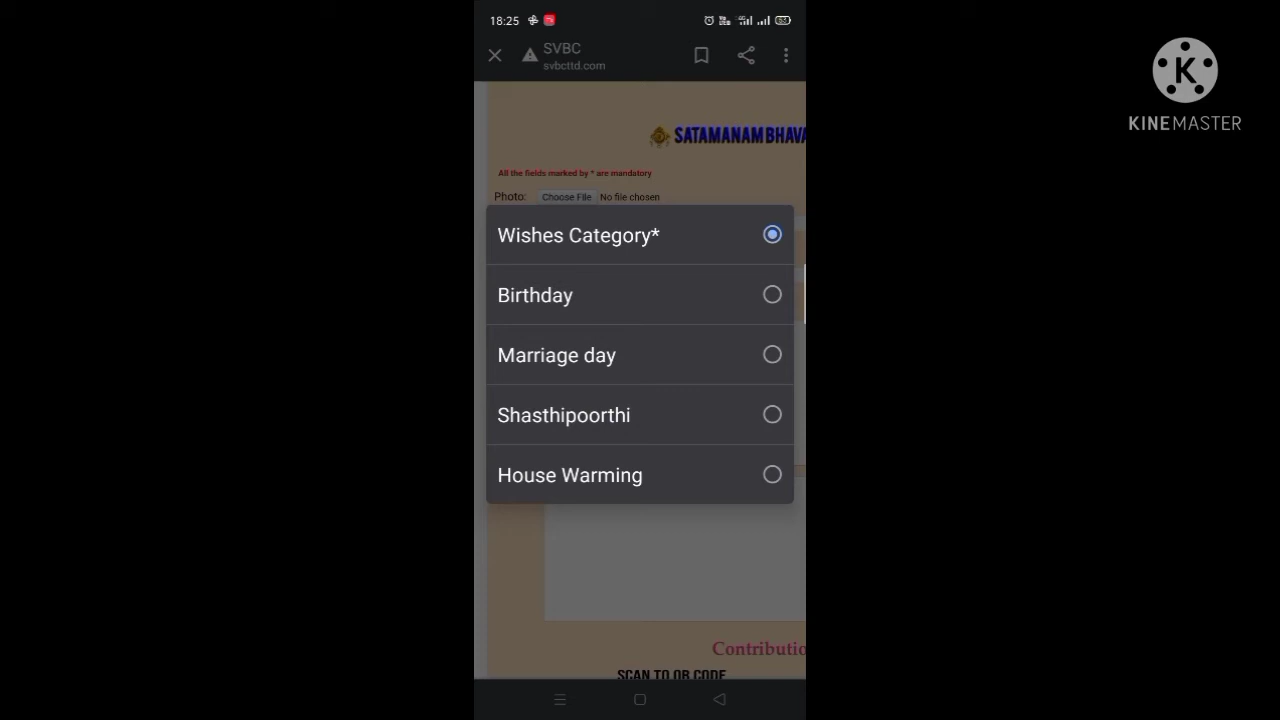 18:25
SVBC
svbcttd.com
KINEMASTER
SATAMANAM BHAVA
All the fields marked by * are mandatory
Photo: Choose File No file chosen
Wishes Category*
Birthday
Marriage day
Shasthipoorthi
House Warming
Contributio
SCAN TO QR CODE